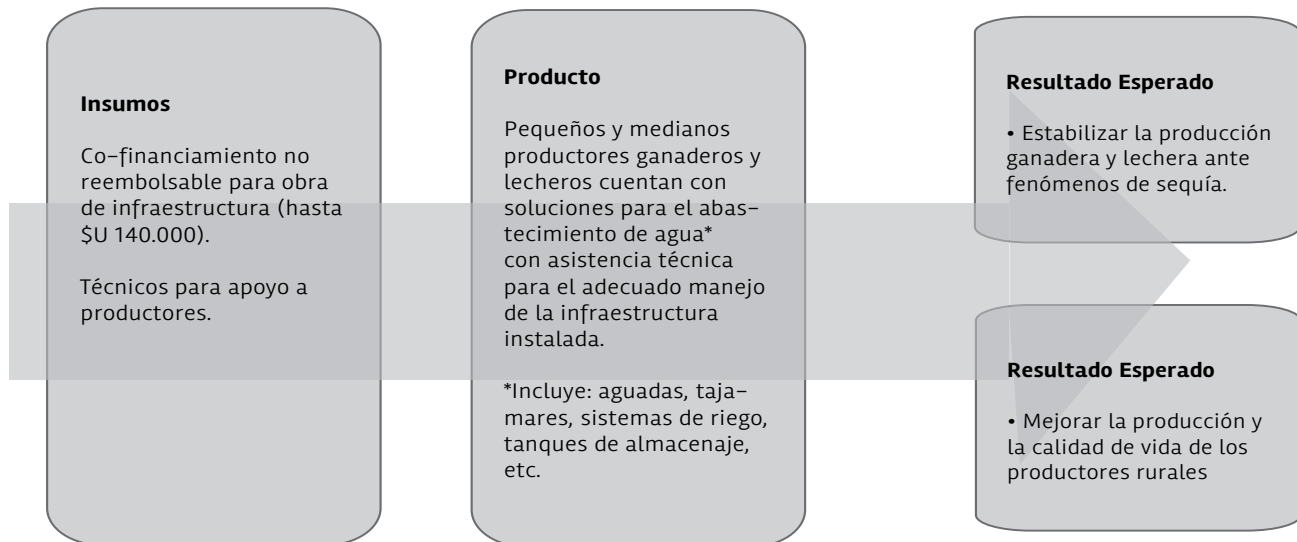 Insumos
Co-financiamiento no
reembolsable para obra
de infraestructura (hasta
$U 140.000).
Técnicos para apoyo a
productores.
Producto
Pequeños y medianos
productores ganaderos y
lecheros cuentan con
soluciones para el abas-
tecimiento de agua*
con asistencia técnica
para el adecuado manejo
de la infraestructura
instalada.
*Incluye: aguadas, taja-
mares, sistemas de riego,
tanques de almacenaje,
etc.
Resultado Esperado
• Estabilizar la producción
ganadera y lechera ante
fenómenos de sequía.
Resultado Esperado
• Mejorar la producción y
la calidad de vida de los
productores rurales